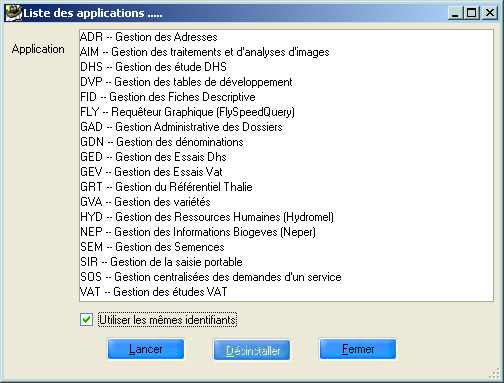 Liste des applications .....
Application
ADR -- Gestion des Adresses
AIM -- Gestion des traitements et d'analyses d'images
DHS -- Gestion des étude DHS
DVP -- Gestion des tables de développement
FID -- Gestion des Fiches Descriptive
FLY -- Requêteur Graphique (FlySpeedQuery)
GAD -- Gestion Administrative des Dossiers
GDN -- Gestion des dénominations
GED -- Gestion des Essais Dhs
GEV -- Gestion des Essais Vat
GRT -- Gestion du Référentiel Thalie
GVA -- Gestion des variétés
HYD -- Gestion des Ressources Humaines (Hydromel)
NEP -- Gestion des Informations Biogeves (Neper)
SEM -- Gestion des Semences
SIR -- Gestion de la saisie portable
SOS -- Gestion centralisées des demandes d'un service
VAT -- Gestion des études VAT
Utiliser les mêmes identifiants
Lancer Désinstaller Fermer